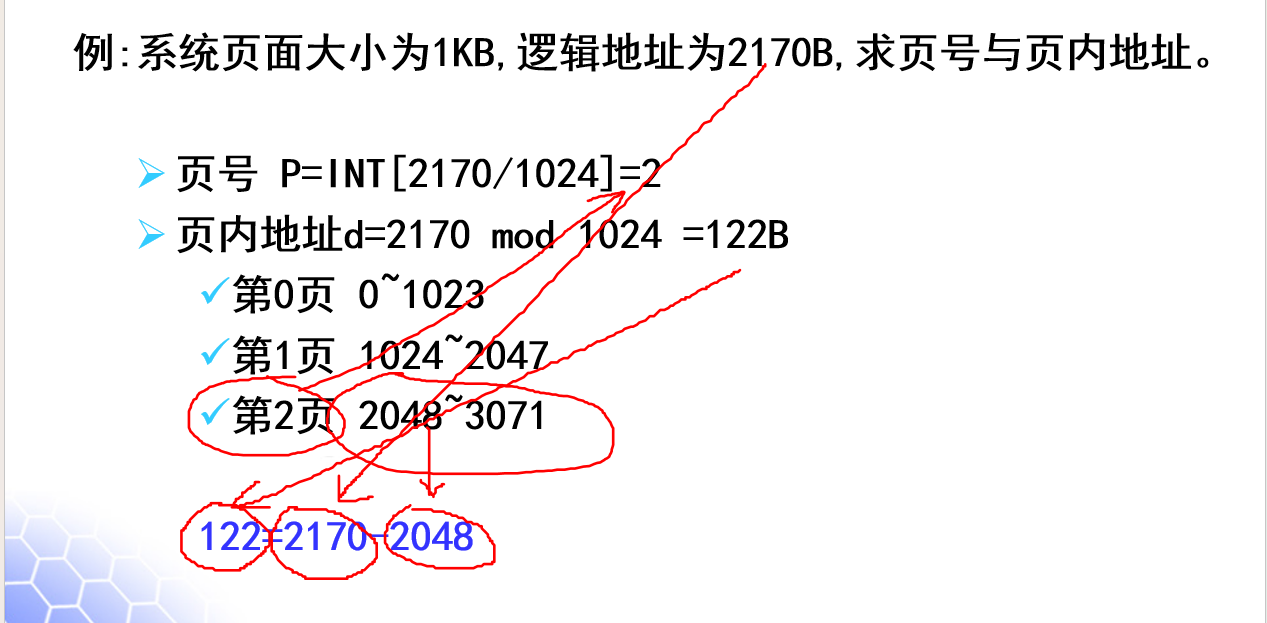 例:系统页面大小为1KB,逻辑地址为2170B,求页号与页内地址。
页号 P=INT[2170/1024]=2
页内地址d=2170 mod 1024 =122B
第0页 0~1023
第1页 1024~2047
第2页 2048~3071
122=2170-2048